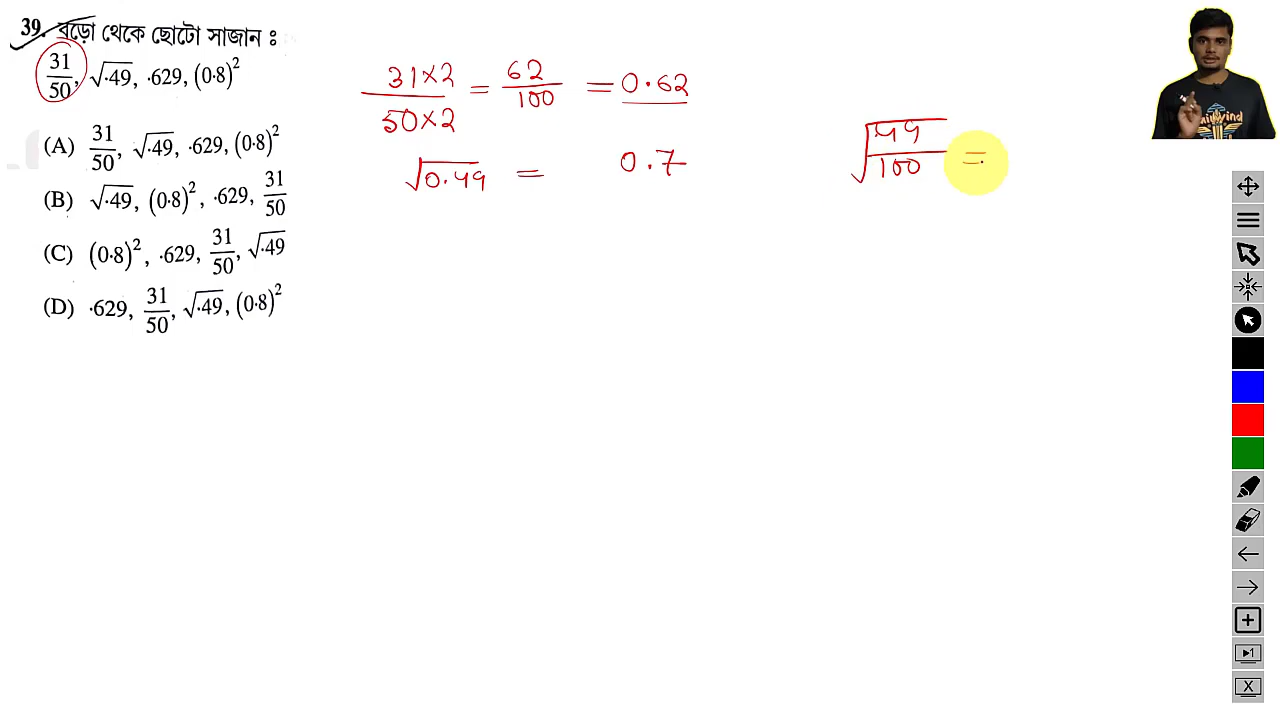 39. বড়ো থেকে ছোটো সাজান :
31/50, √·49, ·629, (0·8)²
(A) 31/50, √·49, ·629, (0·8)²
(B) √·49, (0·8)², ·629, 31/50
(C) (0·8)², ·629, 31/50, √·49
(D) ·629, 31/50, √·49, (0·8)²
31×2/50×2 = 62/100 = 0.62
√0.49 = 0.7
√49/100 =